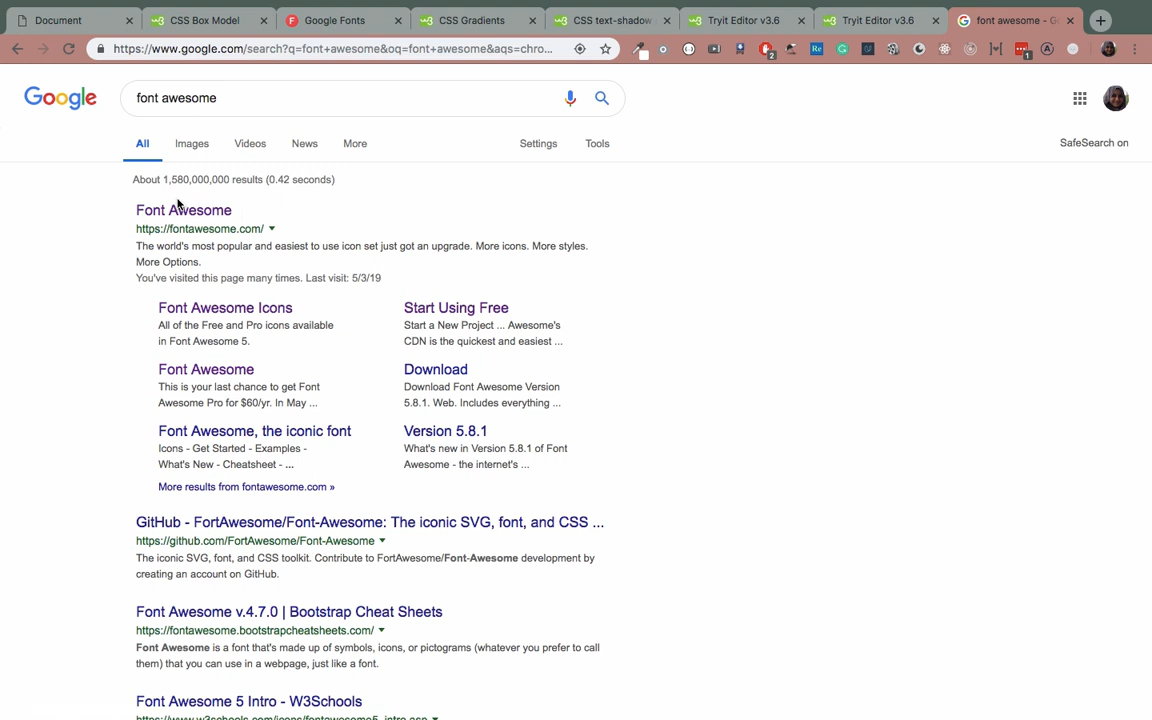 Document
CSS Box Model
Google Fonts
CSS Gradients
CSS text-shadow
Tryit Editor v3.6
Tryit Editor v3.6
font awesome - G
https://www.google.com/search?q=font+awesome&oq=font+awesome&aqs=chro...
Google
font awesome
All Images Videos News More Settings Tools
SafeSearch on
About 1,580,000,000 results (0.42 seconds)
Font Awesome
https://fontawesome.com/
The world's most popular and easiest to use icon set just got an upgrade. More icons. More styles.
More Options.
You've visited this page many times. Last visit: 5/3/19
Font Awesome Icons
All of the Free and Pro icons available
in Font Awesome 5.
Start Using Free
Start a New Project ... Awesome's
CDN is the quickest and easiest ...
Font Awesome
This is your last chance to get Font
Awesome Pro for $60/yr. In May ...
Download
Download Font Awesome Version
5.8.1. Web. Includes everything ...
Font Awesome, the iconic font
Icons - Get Started - Examples -
What's New - Cheatsheet - ...
Version 5.8.1
What's new in Version 5.8.1 of Font
Awesome - the internet's ...
More results from fontawesome.com »
GitHub - FortAwesome/Font-Awesome: The iconic SVG, font, and CSS ...
https://github.com/FortAwesome/Font-Awesome
The iconic SVG, font, and CSS toolkit. Contribute to FortAwesome/Font-Awesome development by
creating an account on GitHub.
Font Awesome v.4.7.0 | Bootstrap Cheat Sheets
https://fontawesome.bootstrapcheatsheets.com/
Font Awesome is a font that's made up of symbols, icons, or pictograms (whatever you prefer to call
them) that you can use in a webpage, just like a font.
Font Awesome 5 Intro - W3Schools
https://www.w3schools.com/icons/fontawesome5_intro.asp